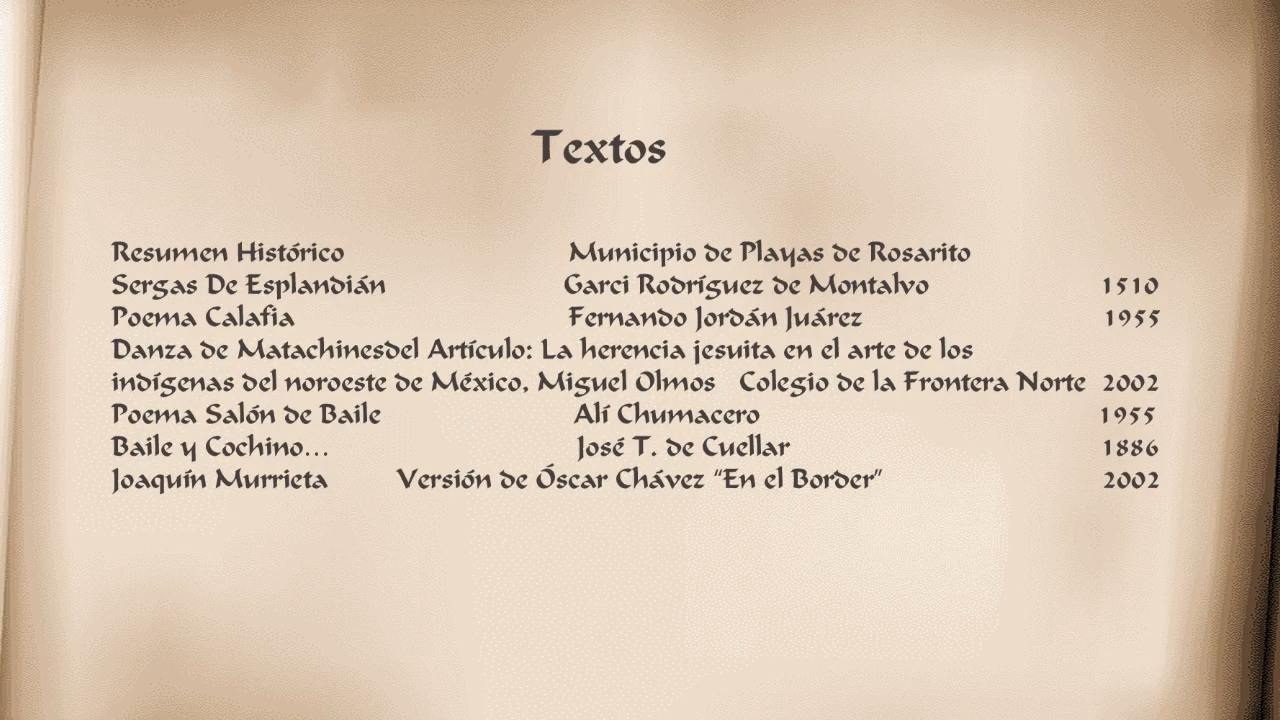 Textos
Resumen Histórico Municipio de Playas de Rosarito
Sergas De Esplandián Garci Rodríguez de Montalvo 1510
Poema Calafia Fernando Jordán Juárez 1955
Danza de Matachinesdel Artículo: La herencia jesuita en el arte de los
indígenas del noroeste de México, Miguel Olmos Colegio de la Frontera Norte 2002
Poema Salón de Baile Alí Chumacero 1955
Baile y Cochino... José T. de Cuellar 1886
Joaquín Murrieta Versión de Óscar Chávez "En el Border" 2002